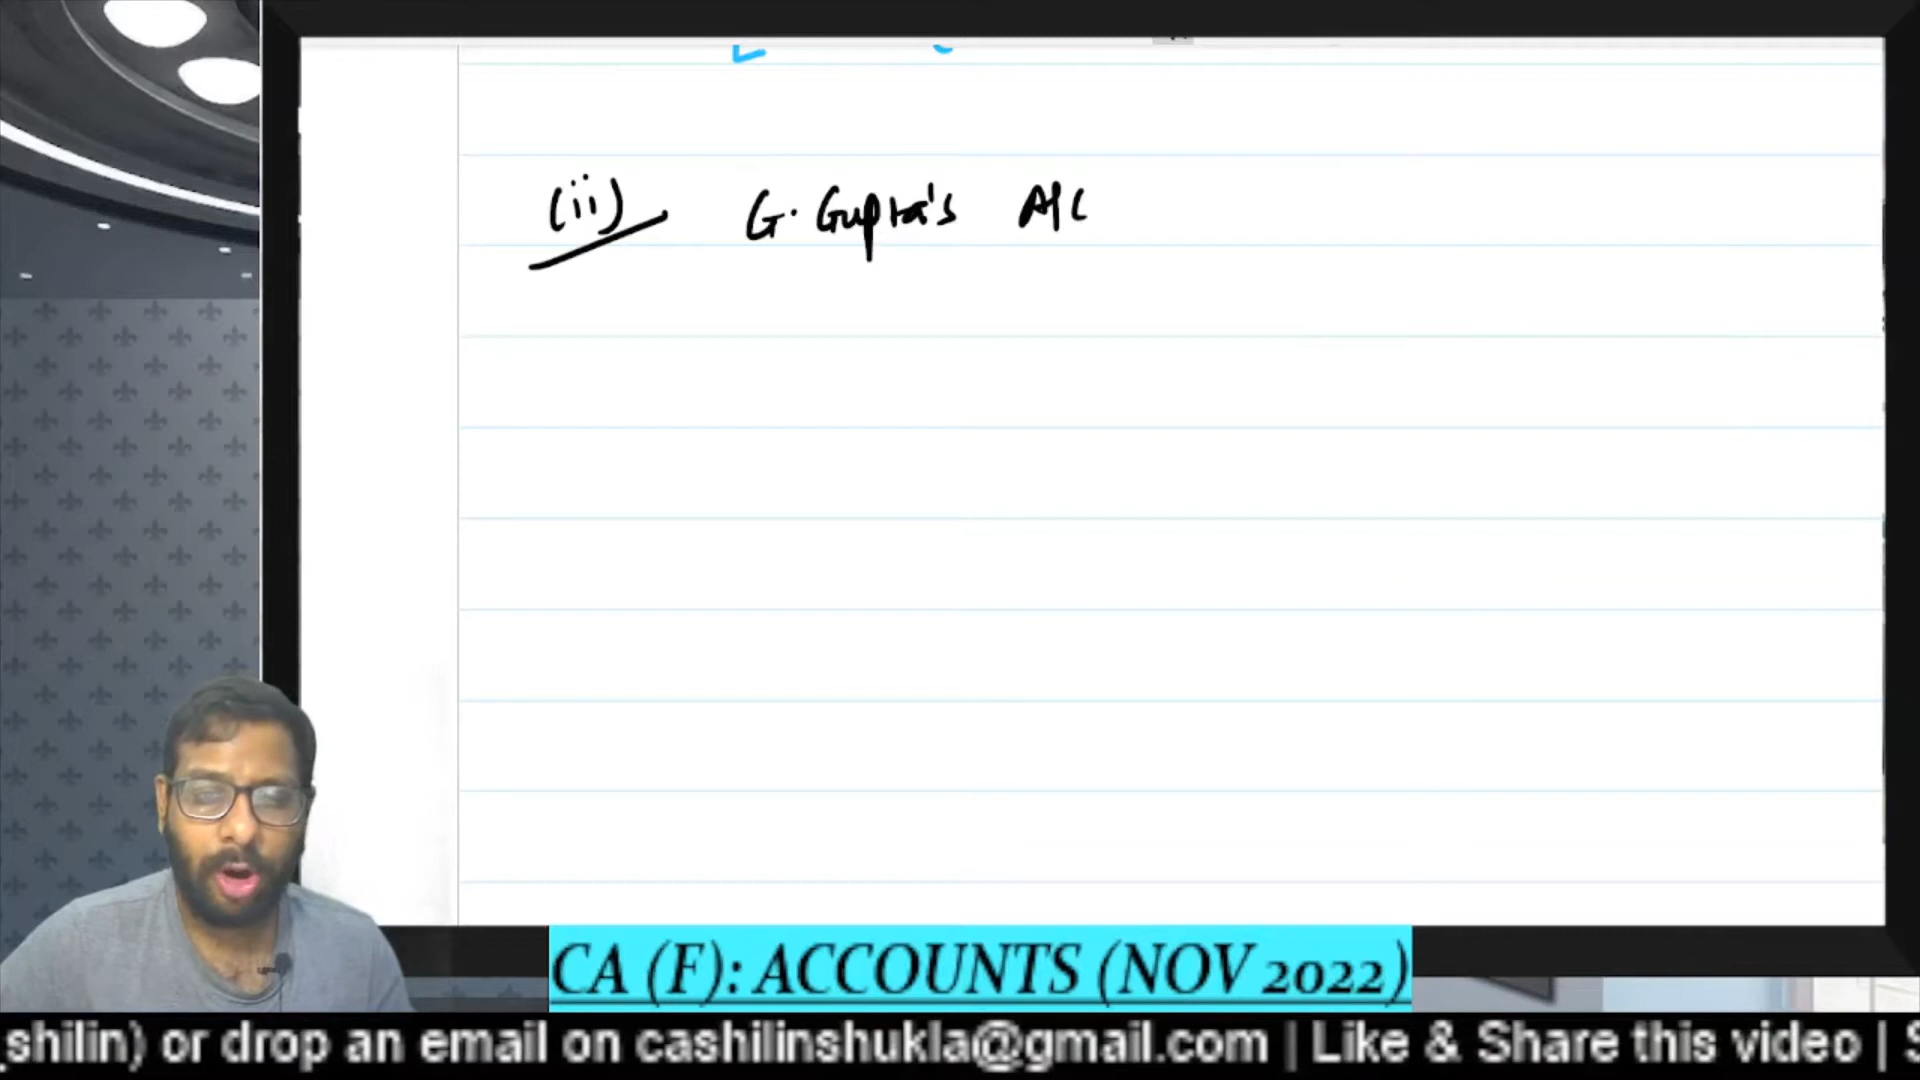 (ii) G. Gupta's A/C
CA (F): ACCOUNTS (NOV 2022)
shilin) or drop an email on cashilinshukla@gmail.com | Like & Share this video | S